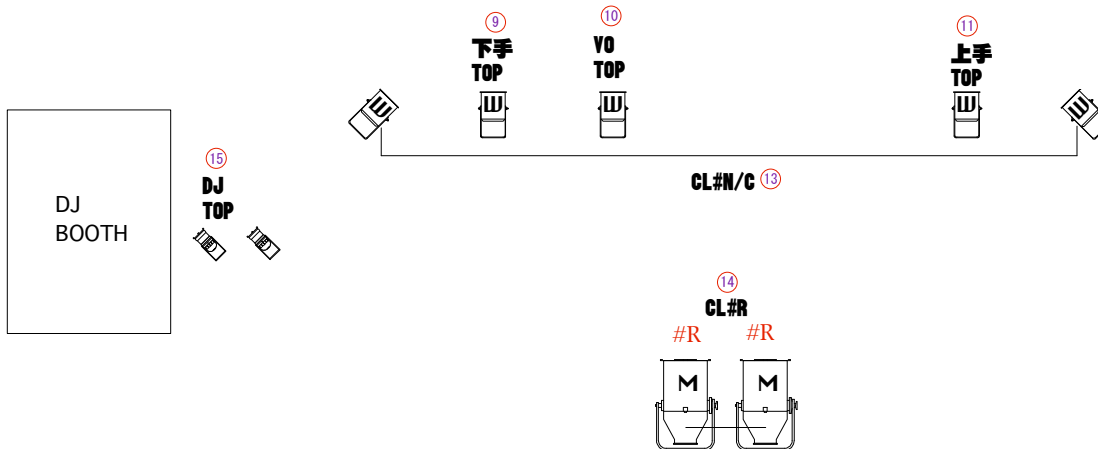 ⑨
下手
TOP
⑩
VO
TOP
⑪
上手
TOP
W
W
W
W
W
CL#N/C ⑬
⑮
DJ
TOP
DJ
BOOTH
⑭
CL#R
#R
#R
M
M